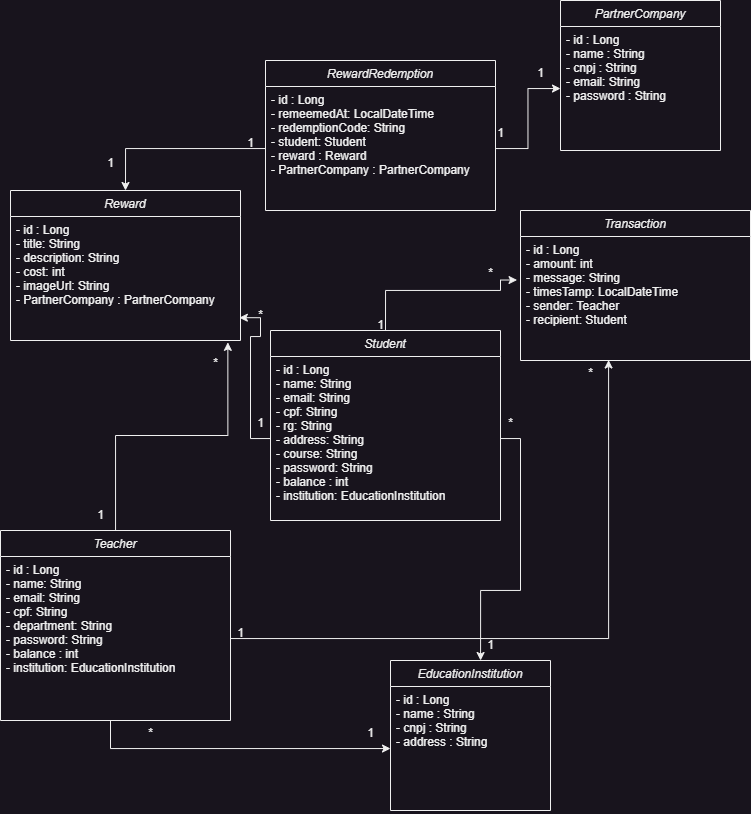 PartnerCompany
- id : Long
- name : String
- cnpj : String
- email: String
- password : String
1
RewardRedemption
- id : Long
- remeemedAt: LocalDateTime
- redemptionCode: String
- student: Student
- reward : Reward
- PartnerCompany : PartnerCompany
1
1
1
Reward
- id : Long
- title: String
- description: String
- cost: int
- imageUrl: String
- PartnerCompany : PartnerCompany
Transaction
- id : Long
- amount: int
- message: String
- timesTamp: LocalDateTime
- sender: Teacher
- recipient: Student
*
1
*
Student
- id : Long
- name: String
- email: String
- cpf: String
- rg: String
- address: String
- course: String
- password: String
- balance : int
- institution: EducationInstitution
*
*
1
*
1
Teacher
- id : Long
- name: String
- email: String
- cpf: String
- department: String
- password: String
- balance : int
- institution: EducationInstitution
1
1
EducationInstitution
- id : Long
- name : String
- cnpj : String
- address : String
*
1